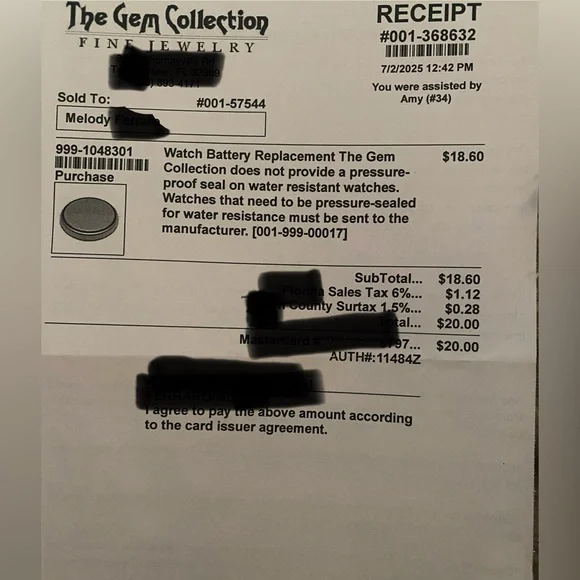 The Gem Collection
FINE JEWELRY
RECEIPT
#001-368632
7/2/2025 12:42 PM
You were assisted by
Amy (#34)
Sold To:
#001-57544
Melody
999-1048301
Purchase
Watch Battery Replacement The Gem
Collection does not provide a pressure-
proof seal on water resistant watches.
Watches that need to be pressure-sealed
for water resistance must be sent to the
manufacturer. [001-999-00017]
$18.60
SubTotal... $18.60
Sales Tax 6%... $1.12
County Surtax 1.5%... $0.28
$20.00
$20.00
AUTH#:11484Z
I agree to pay the above amount according
to the card issuer agreement.